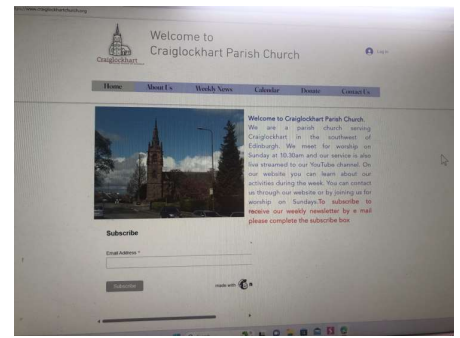 Welcome to
Craiglockhart Parish Church
Craiglockhart
Log In
Home About Us Weekly News Calendar Donate Contact Us
Welcome to Craiglockhart Parish Church.
We are a parish church serving
Craiglockhart in the southwest of
Edinburgh. We meet for worship on
Sunday at 10.30am and our service is also
live streamed to our YouTube channel. On
our website you can learn about our
activities during the week. You can contact
us through our website or by joining us for
worship on Sundays.To subscribe to
receive our weekly newsletter by e mail
please complete the subscribe box
Subscribe
Email Address *
Subscribe
made with